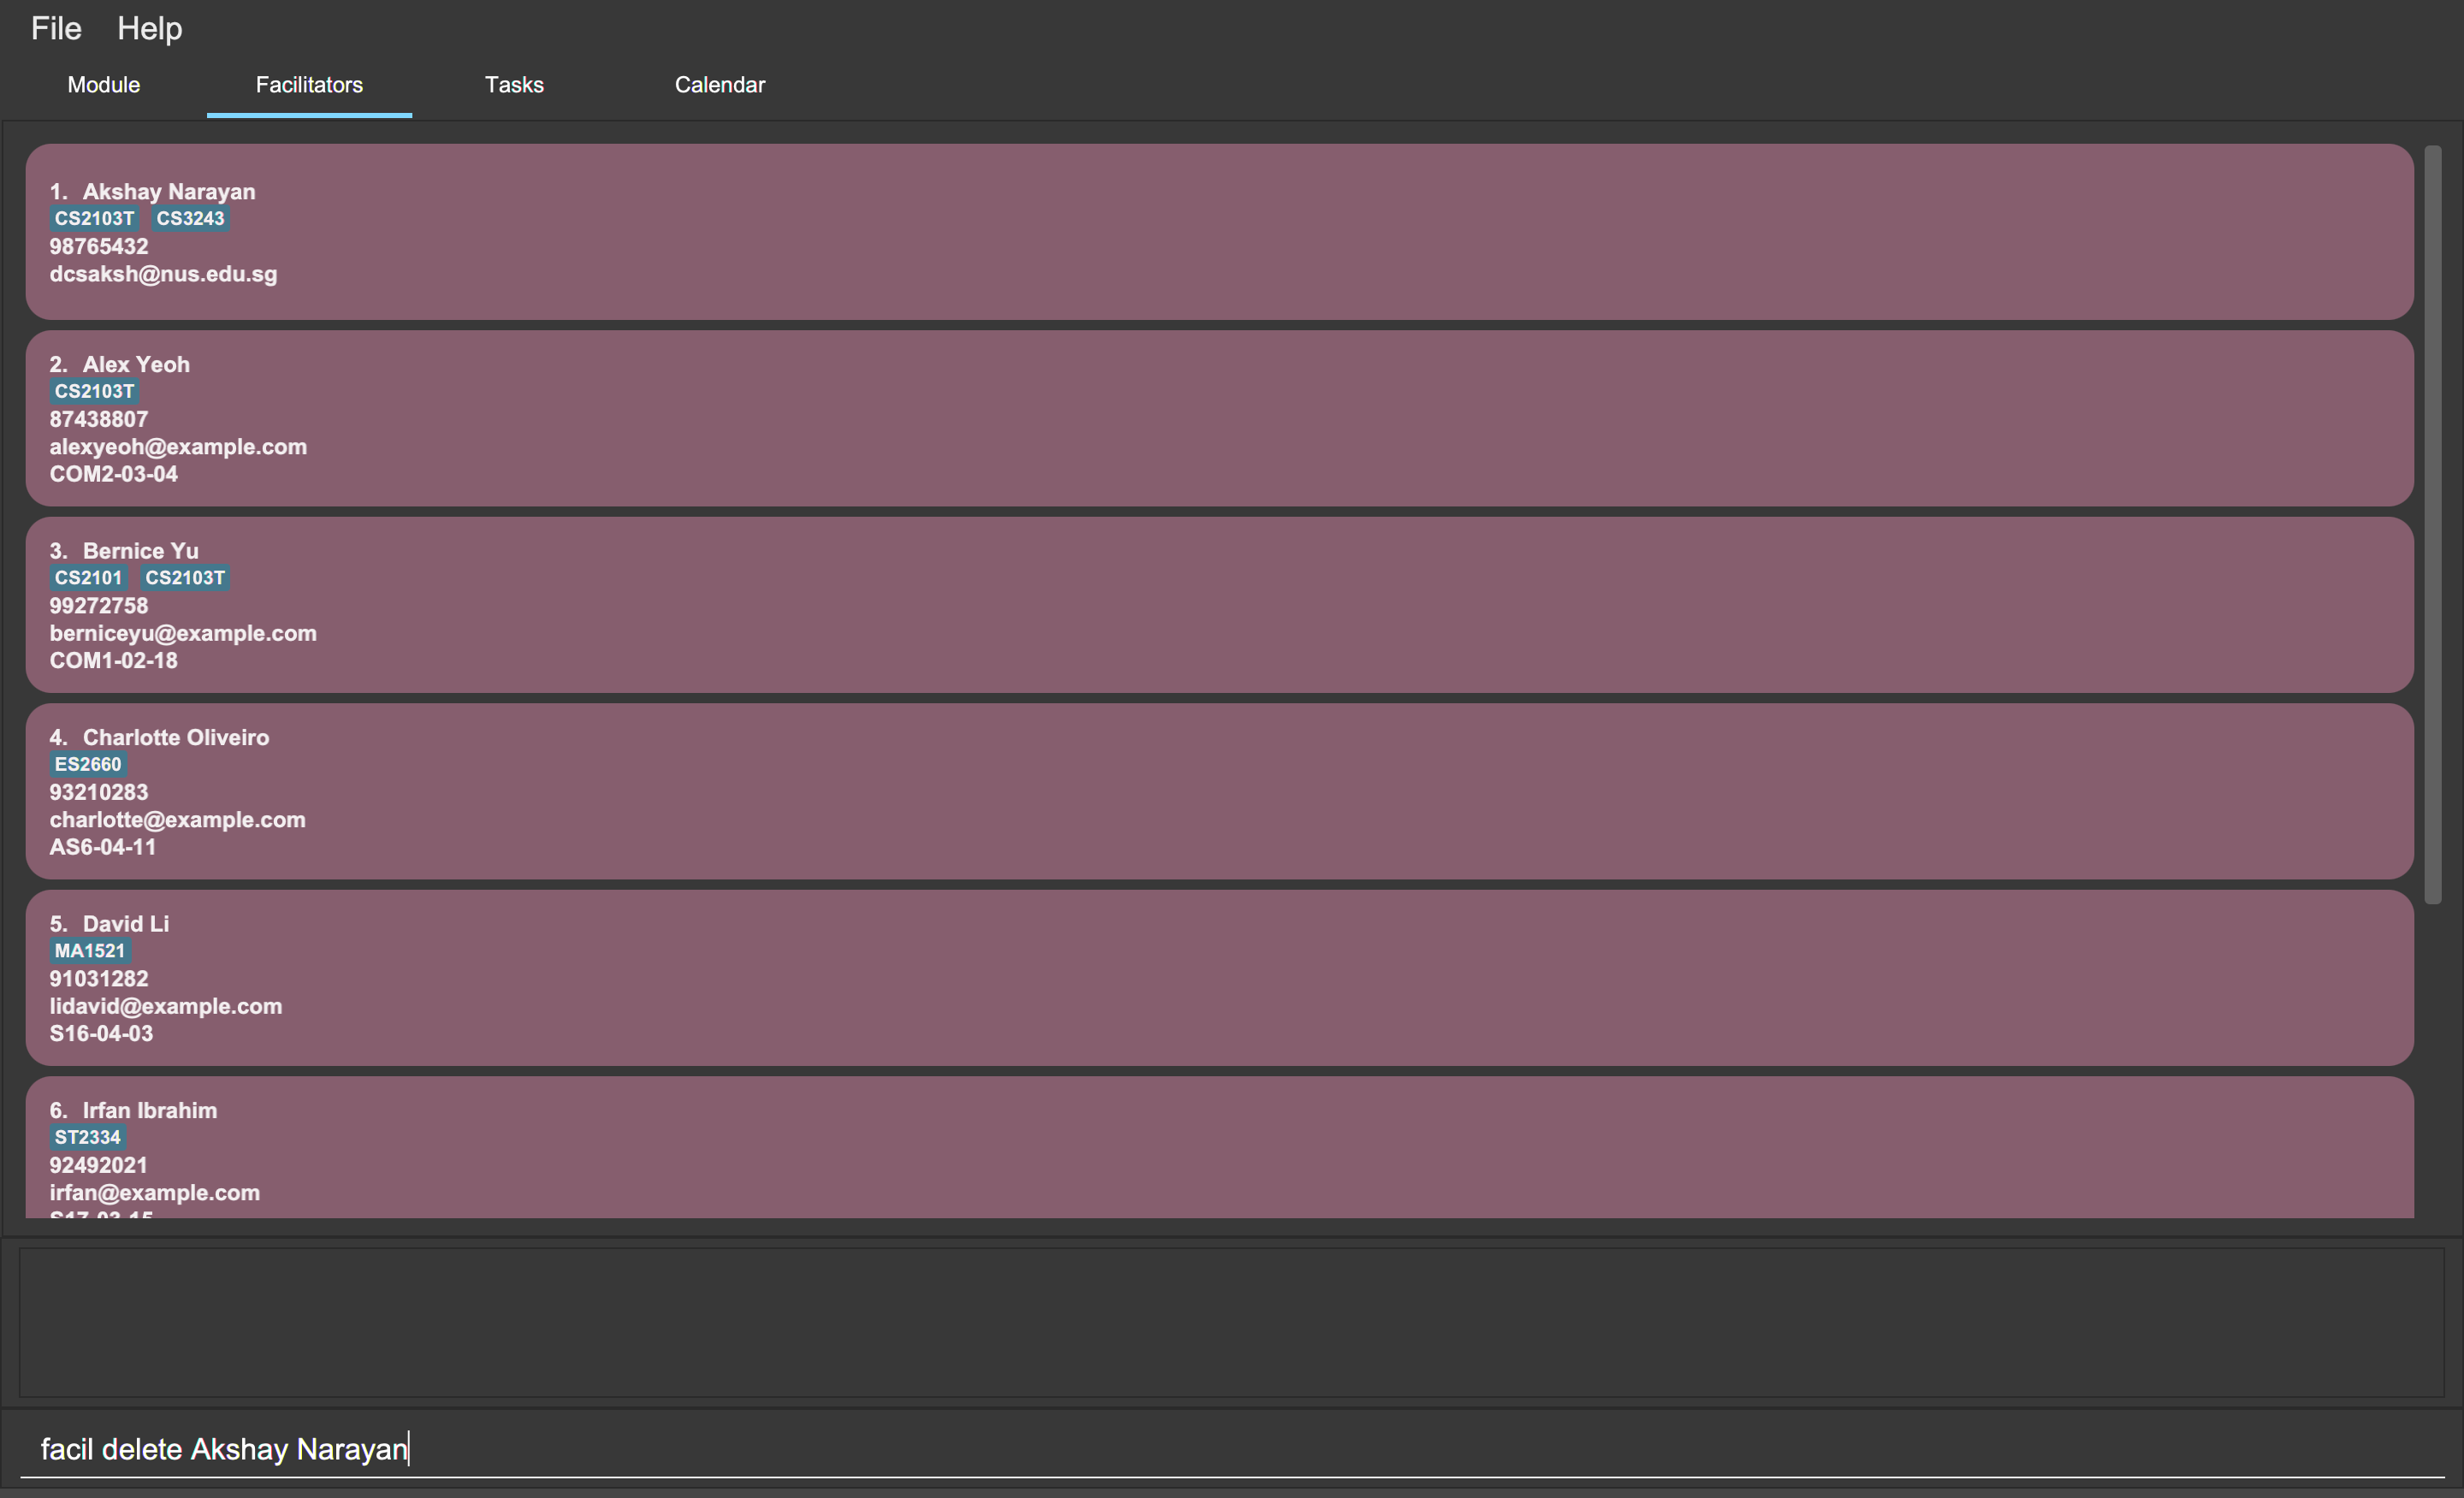 File Help
Module Facilitators Tasks Calendar
1. Akshay Narayan
CS2103T CS3243
98765432
dcsaksh@nus.edu.sg
2. Alex Yeoh
CS2103T
87438807
alexyeoh@example.com
COM2-03-04
3. Bernice Yu
CS2101 CS2103T
99272758
berniceyu@example.com
COM1-02-18
4. Charlotte Oliveiro
ES2660
93210283
charlotte@example.com
AS6-04-11
5. David Li
MA1521
91031282
lidavid@example.com
S16-04-03
6. Irfan Ibrahim
ST2334
92492021
irfan@example.com
facil delete Akshay Narayan